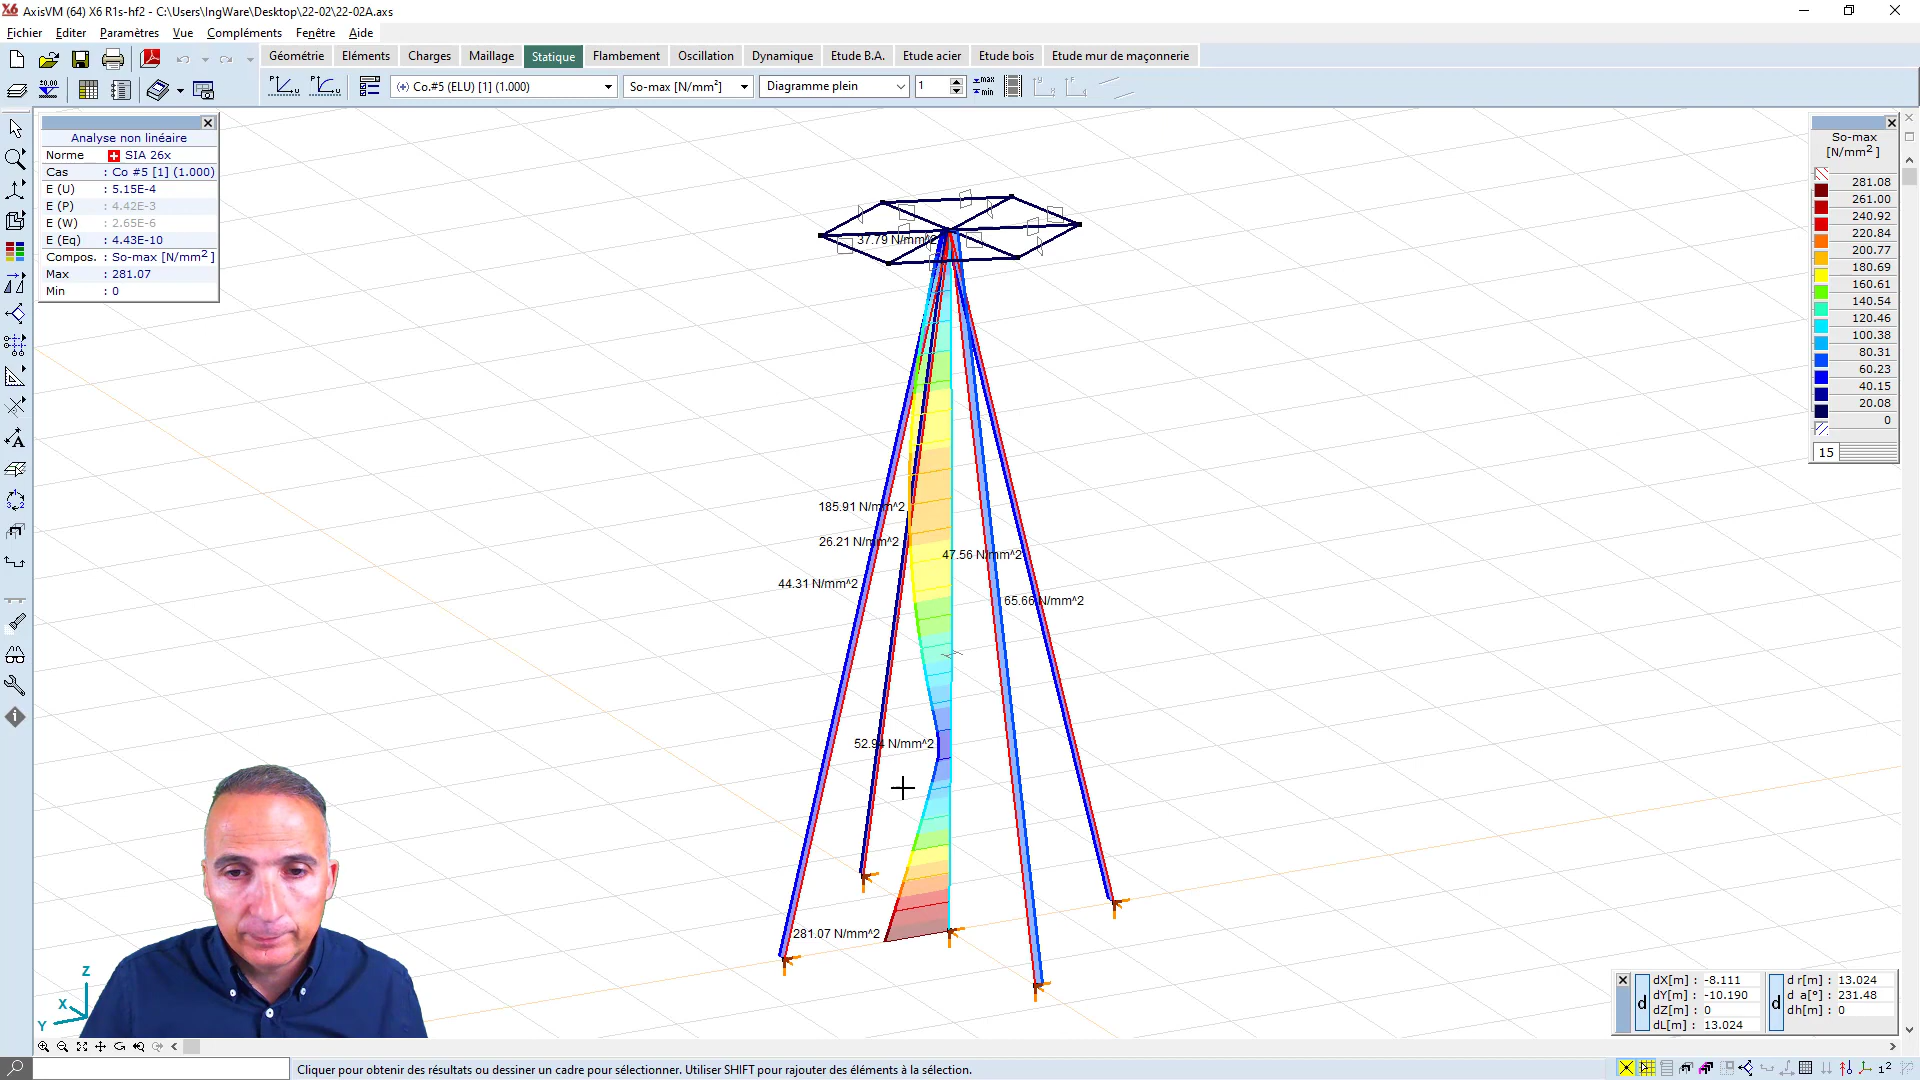 AxisVM (64) X6 R1s-hf2 - C:\Users\IngWare\Desktop\22-02\22-02A.axs
Fichier Editer Paramètres Vue Compléments Fenêtre Aide
Géométrie Eléments Charges Maillage Statique Flambement Oscillation Dynamique Etude B.A. Etude acier Etude bois Etude mur de maçonnerie
Co.#5 (ELU) [1] (1.000) So-max [N/mm²] Diagramme plein 1 max min
Analyse non linéaire
Norme SIA 26x
Cas : Co #5 [1] (1.000)
E (U) : 5.15E-4
E (P) : 4.42E-3
E (W) : 2.65E-6
E (Eq) : 4.43E-10
Compos. : So-max [N/mm²]
Max : 281.07
Min : 0
So-max
[N/mm²]
281.08
261.00
240.92
220.84
200.77
180.69
160.61
140.54
120.46
100.38
80.31
60.23
40.15
20.08
0
15
37.79 N/mm^2
185.91 N/mm^2
26.21 N/mm^2
47.56 N/mm^2
44.31 N/mm^2
65.66 N/mm^2
52.94 N/mm^2
281.07 N/mm^2
Z
X
Y
d
dX[m] : -8.111
dY[m] : -10.190
dZ[m] : 0
dL[m] : 13.024
d
d r[m] : 13.024
d a[°] : 231.48
dh[m] : 0
Cliquer pour obtenir des résultats ou dessiner un cadre pour sélectionner. Utiliser SHIFT pour rajouter des éléments à la sélection.